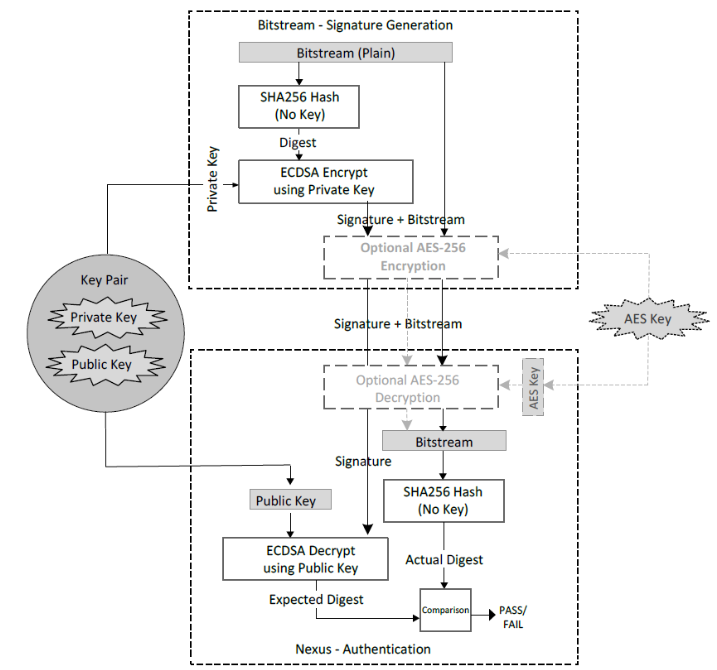 Bitstream - Signature Generation
Bitstream (Plain)
SHA256 Hash
(No Key)
Digest
Private Key
ECDSA Encrypt
using Private Key
Signature + Bitstream
Optional AES-256
Encryption
Key Pair
Private Key
Public Key
AES Key
Signature + Bitstream
Optional AES-256
Decryption
AES Key
Bitstream
Signature
SHA256 Hash
(No Key)
Public Key
ECDSA Decrypt
using Public Key
Actual Digest
Expected Digest
Comparison
PASS/
FAIL
Nexus - Authentication